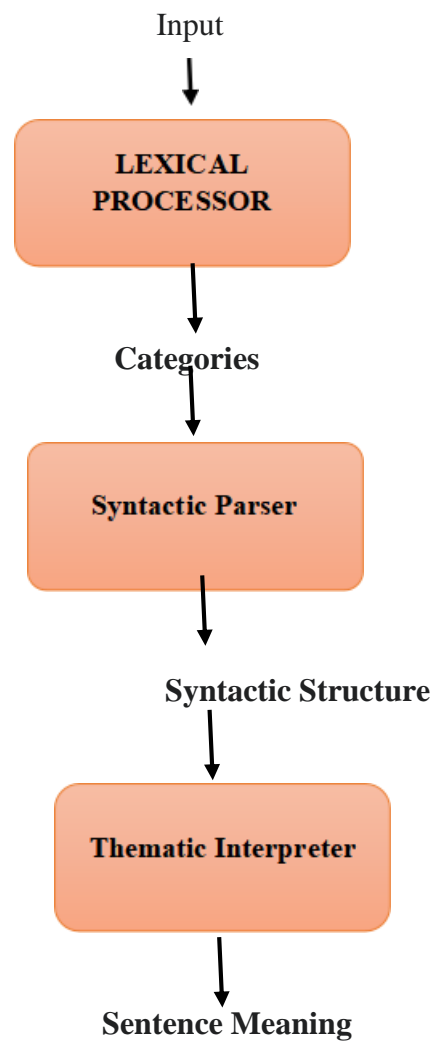 Input
LEXICAL
PROCESSOR
Categories
Syntactic Parser
Syntactic Structure
Thematic Interpreter
Sentence Meaning